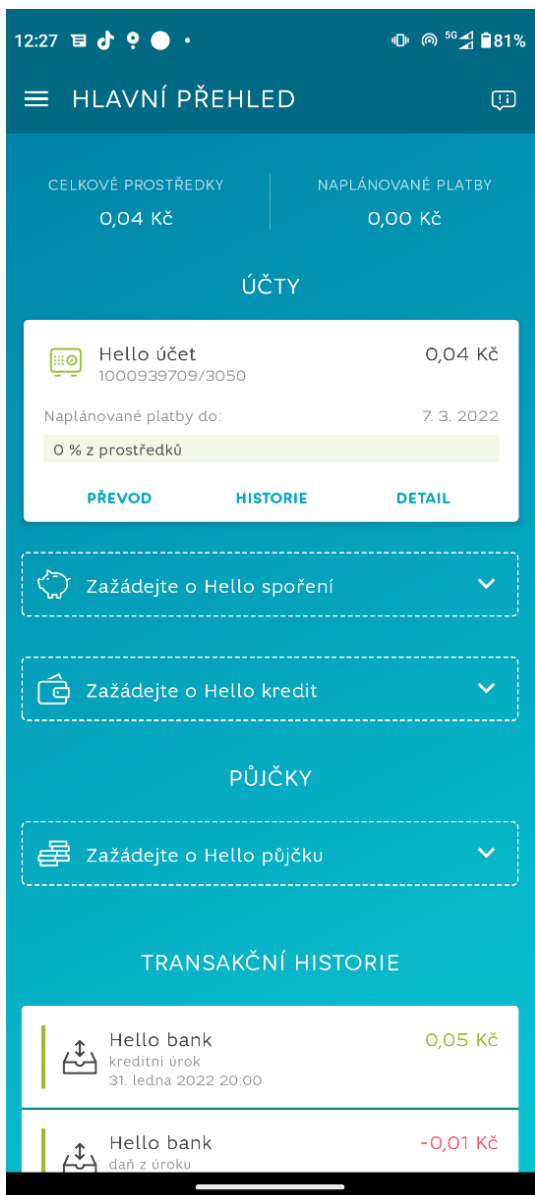 12:27 5G 81%
HLAVNÍ PŘEHLED
CELKOVÉ PROSTŘEDKY NAPLÁNOVANÉ PLATBY
0,04 Kč 0,00 Kč
ÚČTY
Hello účet 0,04 Kč
1000939709/3050
Naplánované platby do: 7. 3. 2022
0 % z prostředků
PŘEVOD HISTORIE DETAIL
Zažádejte o Hello spoření
Zažádejte o Hello kredit
PŮJČKY
Zažádejte o Hello půjčku
TRANSAKČNÍ HISTORIE
Hello bank 0,05 Kč
kreditní úrok
31. ledna 2022 20:00
Hello bank -0,01 Kč
daň z úroku